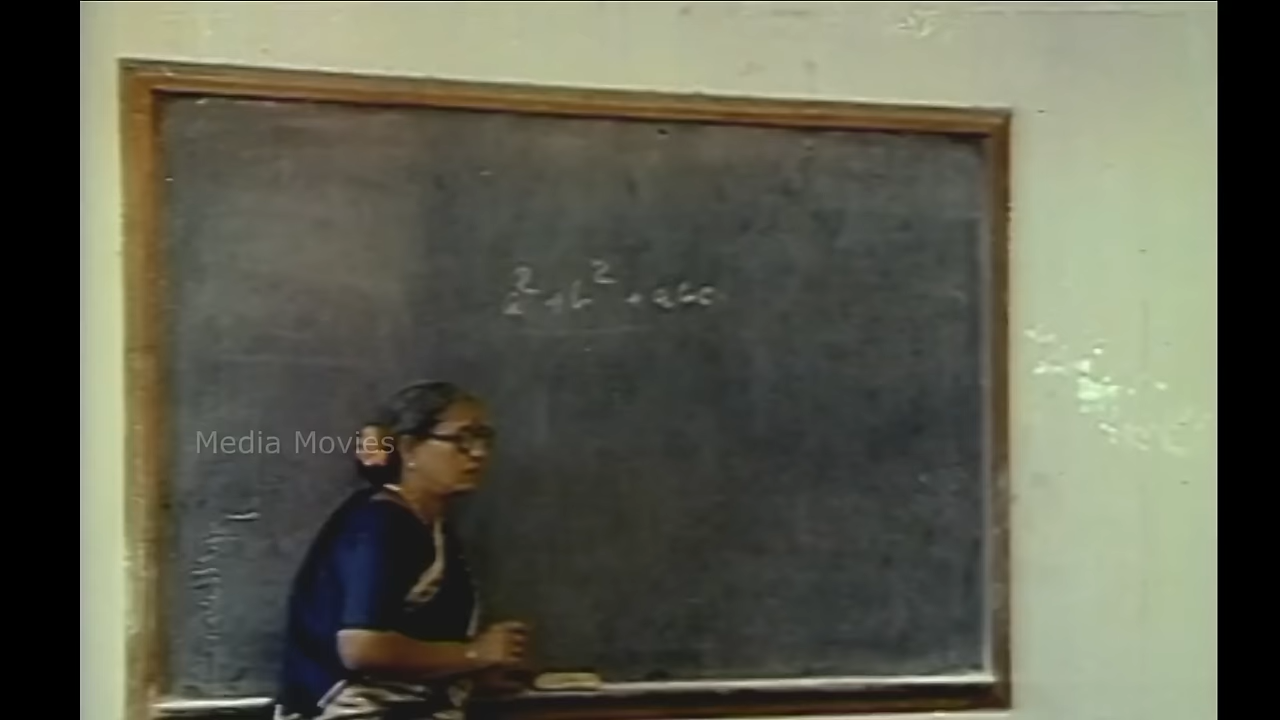 a² + b² + abc
Media Movies